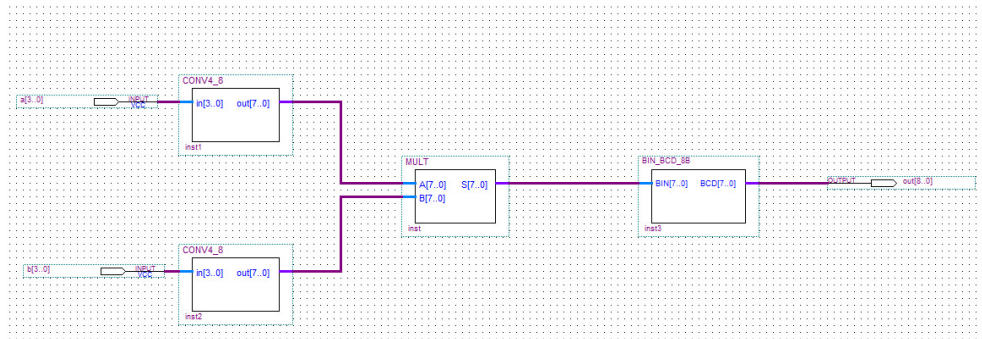 CONV4_8
a[3..0]
INPUT
VCC
in[3..0] out[7..0]
inst1
MULT
A[7..0] S[7..0]
B[7..0]
inst
BIN_BCD_8B
BIN[7..0] BCD[7..0]
inst3
OUTPUT
out[8..0]
CONV4_8
b[3..0]
INPUT
VCC
in[3..0] out[7..0]
inst2